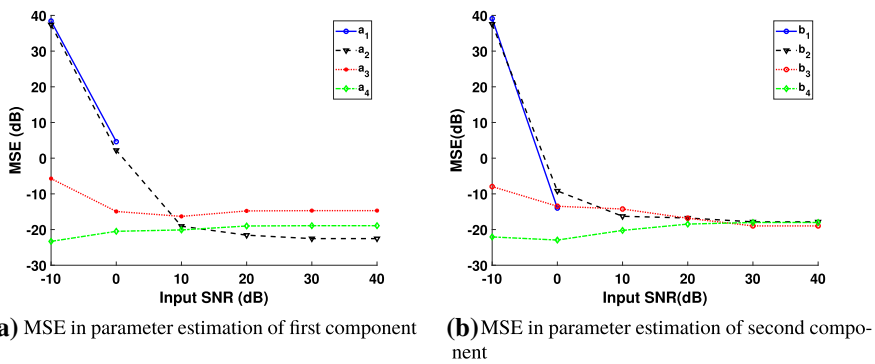 40
30
20
10
0
-10
-20
-30
MSE (dB)
-10 0 10 20 30 40
Input SNR (dB)
a1
a2
a3
a4
a) MSE in parameter estimation of first component
40
30
20
10
0
-10
-20
-30
MSE(dB)
-10 0 10 20 30 40
Input SNR(dB)
b1
b2
b3
b4
(b) MSE in parameter estimation of second compo-
nent